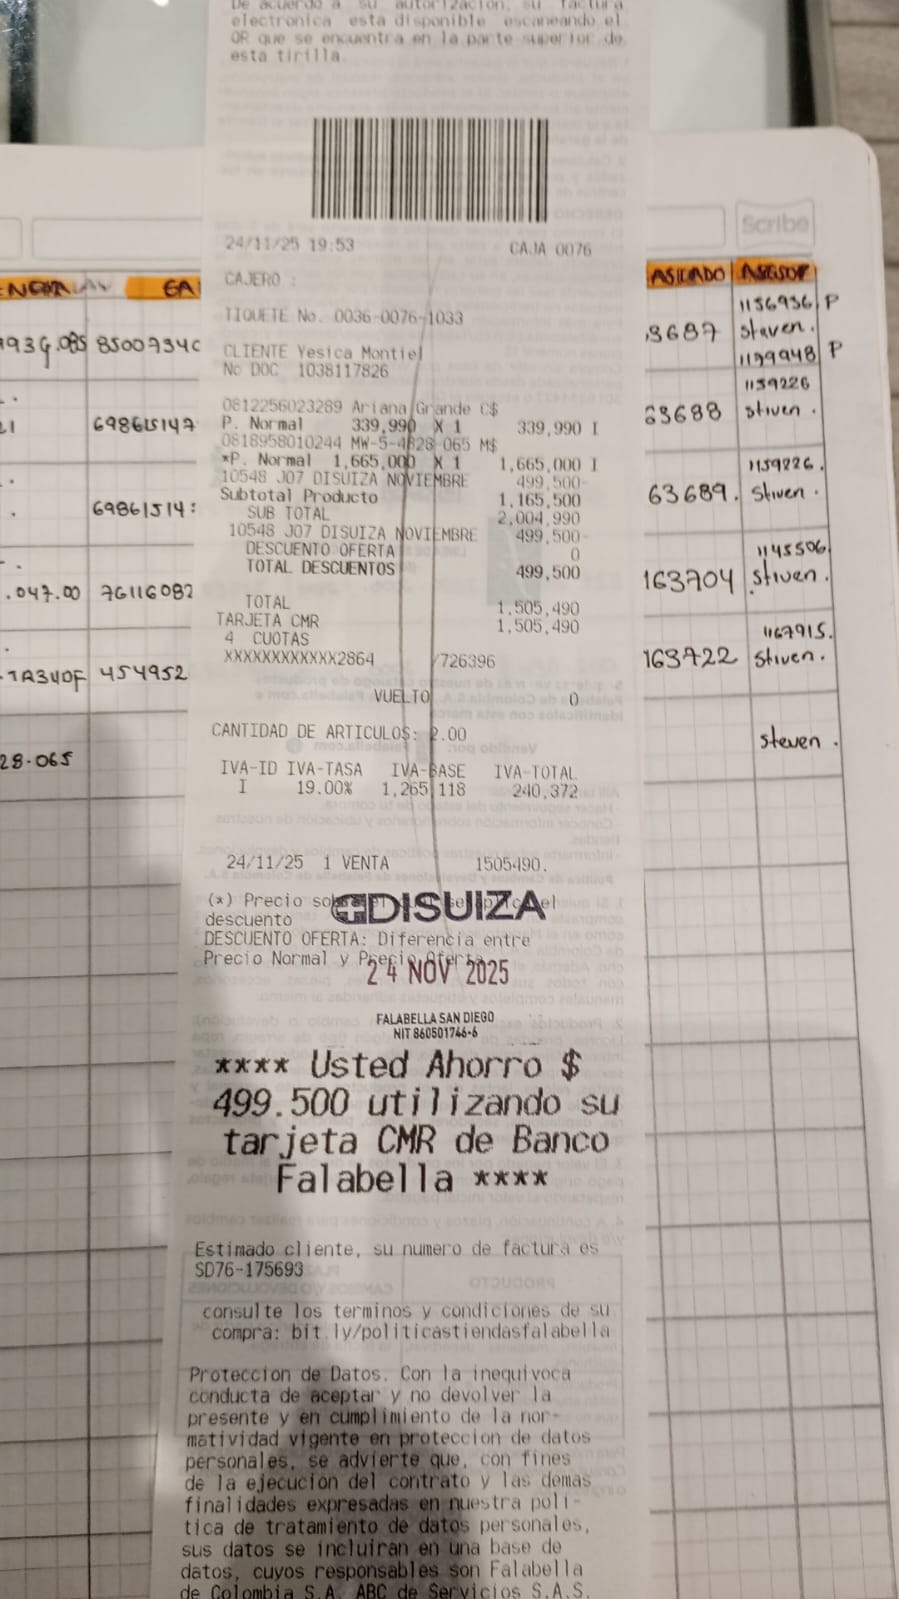 De acuerdo a su autorizacion, su factura
electronica esta disponible escaneando el
QR que se encuentra en la parte superior de
esta tirilla.
Scribe
24/11/25 19:53 CAJA 0076
CAJERO :
TIQUETE No. 0036-0076-1033
CLIENTE Yesica Montiel
No DOC 1038117826
0812256023289 Ariana Grande C$
P. Normal 339,990 X 1 339,990 I
0818958010244 MW-5-4828-065 M$
*P. Normal 1,665,000 X 1 1,665,000 I
10548 J07 DISUIZA NOVIEMBRE 499,500-
Subtotal Producto 1,165,500
SUB TOTAL 2,004,990
10548 J07 DISUIZA NOVIEMBRE 499,500-
DESCUENTO OFERTA 0
TOTAL DESCUENTOS 499,500
TOTAL 1,505,490
TARJETA CMR 1,505,490
4 CUOTAS
XXXXXXXXXXXX2864 /726396
VUELTO 0
CANTIDAD DE ARTICULOS: 2.00
IVA-ID IVA-TASA IVA-BASE IVA-TOTAL
I 19.00% 1,265,118 240,372
24/11/25 1 VENTA 1505490.
(*) Precio el
descuento
DISUIZA
DESCUENTO OFERTA: Diferencia entre
Precio Normal y Precio Oferta
24 NOV 2025
FALABELLA SAN DIEGO
NIT 860501746-6
**** Usted Ahorro $
499.500 utilizando su
tarjeta CMR de Banco
Falabella ****
Estimado cliente, su numero de factura es
SD76-175693
consulte los terminos y condiciones de su
compra: bit.ly/politicastiendasfalabella
Proteccion de Datos. Con la inequivoca
conducta de aceptar y no devolver la
presente y en cumplimiento de la nor-
matividad vigente en proteccion de datos
personales, se advierte que, con fines
de la ejecucion del contrato y las demas
finalidades expresadas en nuestra poli-
tica de tratamiento de datos personales,
sus datos se incluiran en una base de
datos, cuyos responsables son Falabella
de Colombia S.A. ABC de Servicios S.A.S.
698615147
6986I514
.047.00 76116082
454952
28.065
ASESOR
1156936 P
63687 Steven.
1199948 P
1159226
63688 Stiven.
1159226.
63689. Stiven.
1145506
163704 Stiven.
1167915.
163722 Stiven.
steven.